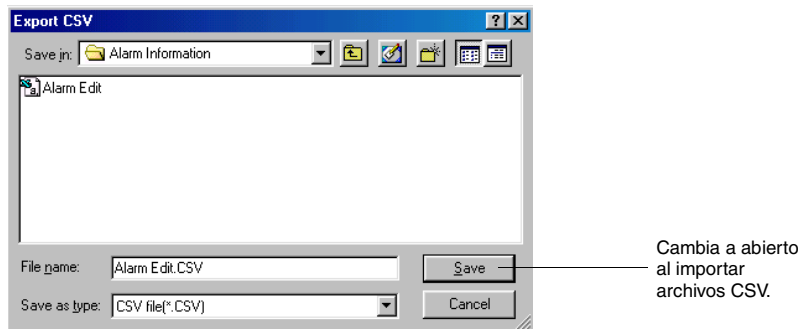 Export CSV
Save in: Alarm Information
Alarm Edit
File name: Alarm Edit.CSV Save
Save as type: CSV file(*.CSV) Cancel
Cambia a abierto
al importar
archivos CSV.